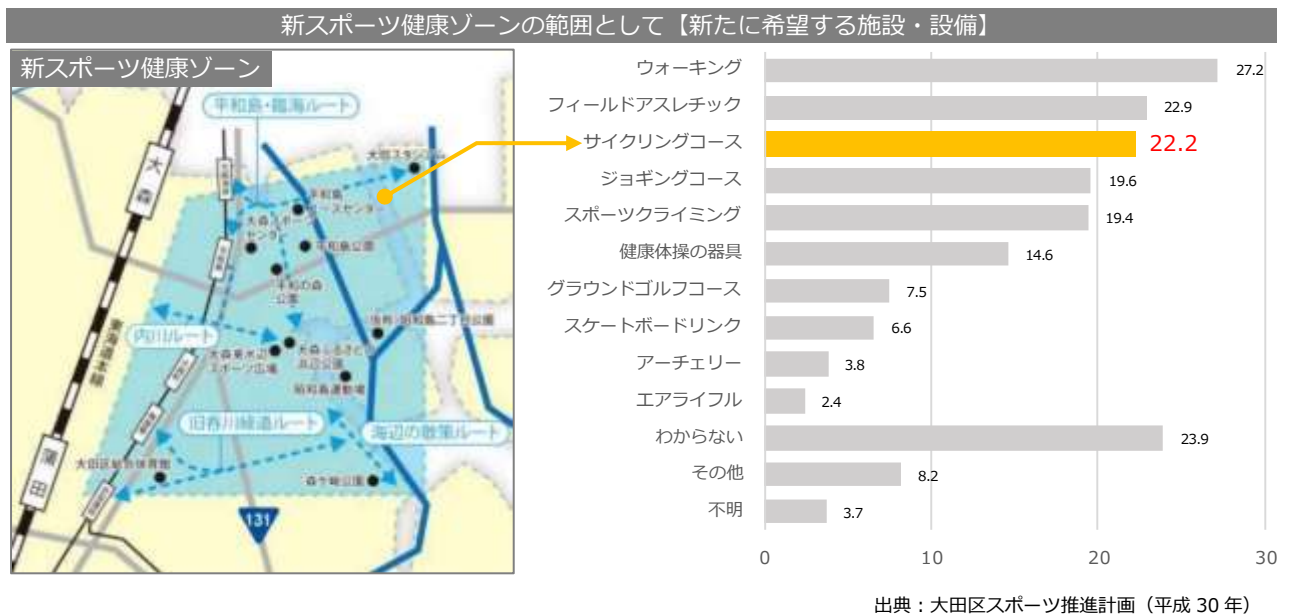 新スポーツ健康ゾーンの範囲として【新たに希望する施設・設備】
新スポーツ健康ゾーン
平和島・臨海ルート
大森
大田スタジアム
平和島
大森スポーツ
センター
平和島公園
平和の森
公園
内川ルート
東海道本線
大森東水辺
スポーツ広場
大森ふるさとの
浜辺公園
昭和島運動場
旧呑川緑道ルート
海辺の散策ルート
蒲田
大田区総合体育館
森ケ崎公園
131
ウォーキング 27.2
フィールドアスレチック 22.9
サイクリングコース 22.2
ジョギングコース 19.6
スポーツクライミング 19.4
健康体操の器具 14.6
グラウンドゴルフコース 7.5
スケートボードリンク 6.6
アーチェリー 3.8
エアライフル 2.4
わからない 23.9
その他 8.2
不明 3.7
0 10 20 30
出典：大田区スポーツ推進計画（平成 30 年）